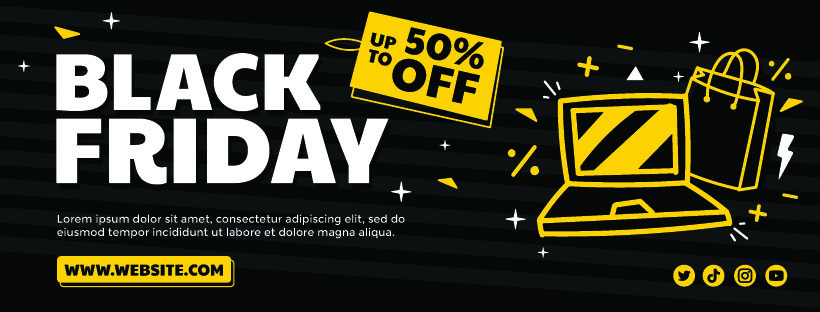 BLACK
FRIDAY
UP TO 50% OFF
Lorem ipsum dolor sit amet, consectetur adipiscing elit, sed do
eiusmod tempor incididunt ut labore et dolore magna aliqua.
WWW.WEBSITE.COM